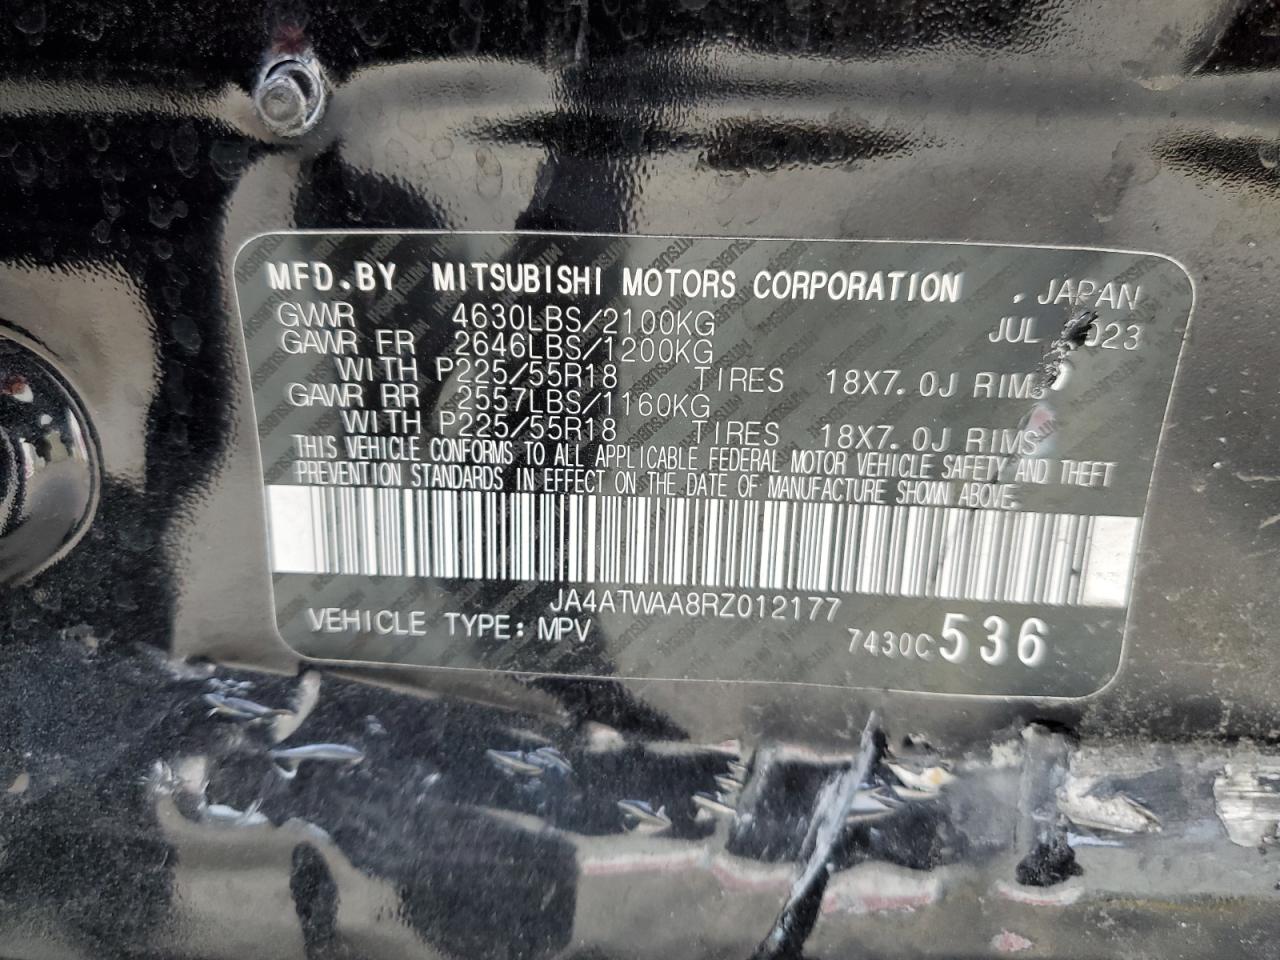 MFD.BY MITSUBISHI MOTORS CORPORATION , JAPAN
GVWR 4630LBS/2100KG JUL 023
GAWR FR 2646LBS/1200KG
WITH P225/55R18 TIRES 18X7.0J RIMS
GAWR RR 2557LBS/1160KG
WITH P225/55R18 TIRES 18X7.0J RIMS
THIS VEHICLE CONFORMS TO ALL APPLICABLE FEDERAL MOTOR VEHICLE SAFETY AND THEFT
PREVENTION STANDARDS IN EFFECT ON THE DATE OF MANUFACTURE SHOWN ABOVE.
JA4ATWAA8RZ012177
VEHICLE TYPE: MPV 7430C 536